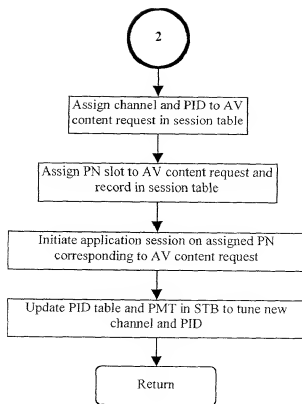 2
Assign channel and PID to AV
content request in session table
Assign PN slot to AV content request and
record in session table
Initiate application session on assigned PN
corresponding to AV content request
Update PID table and PMT in STB to tune new
channel and PID
Return